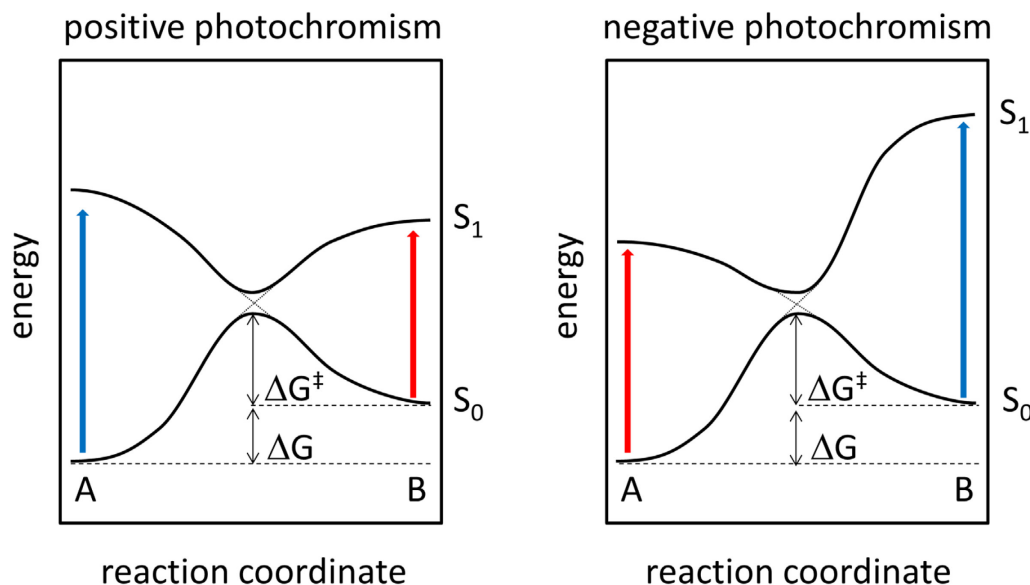 positive photochromism
energy
S₁
S₀
ΔG‡
ΔG
A
B
reaction coordinate
negative photochromism
energy
S₁
S₀
ΔG‡
ΔG
A
B
reaction coordinate